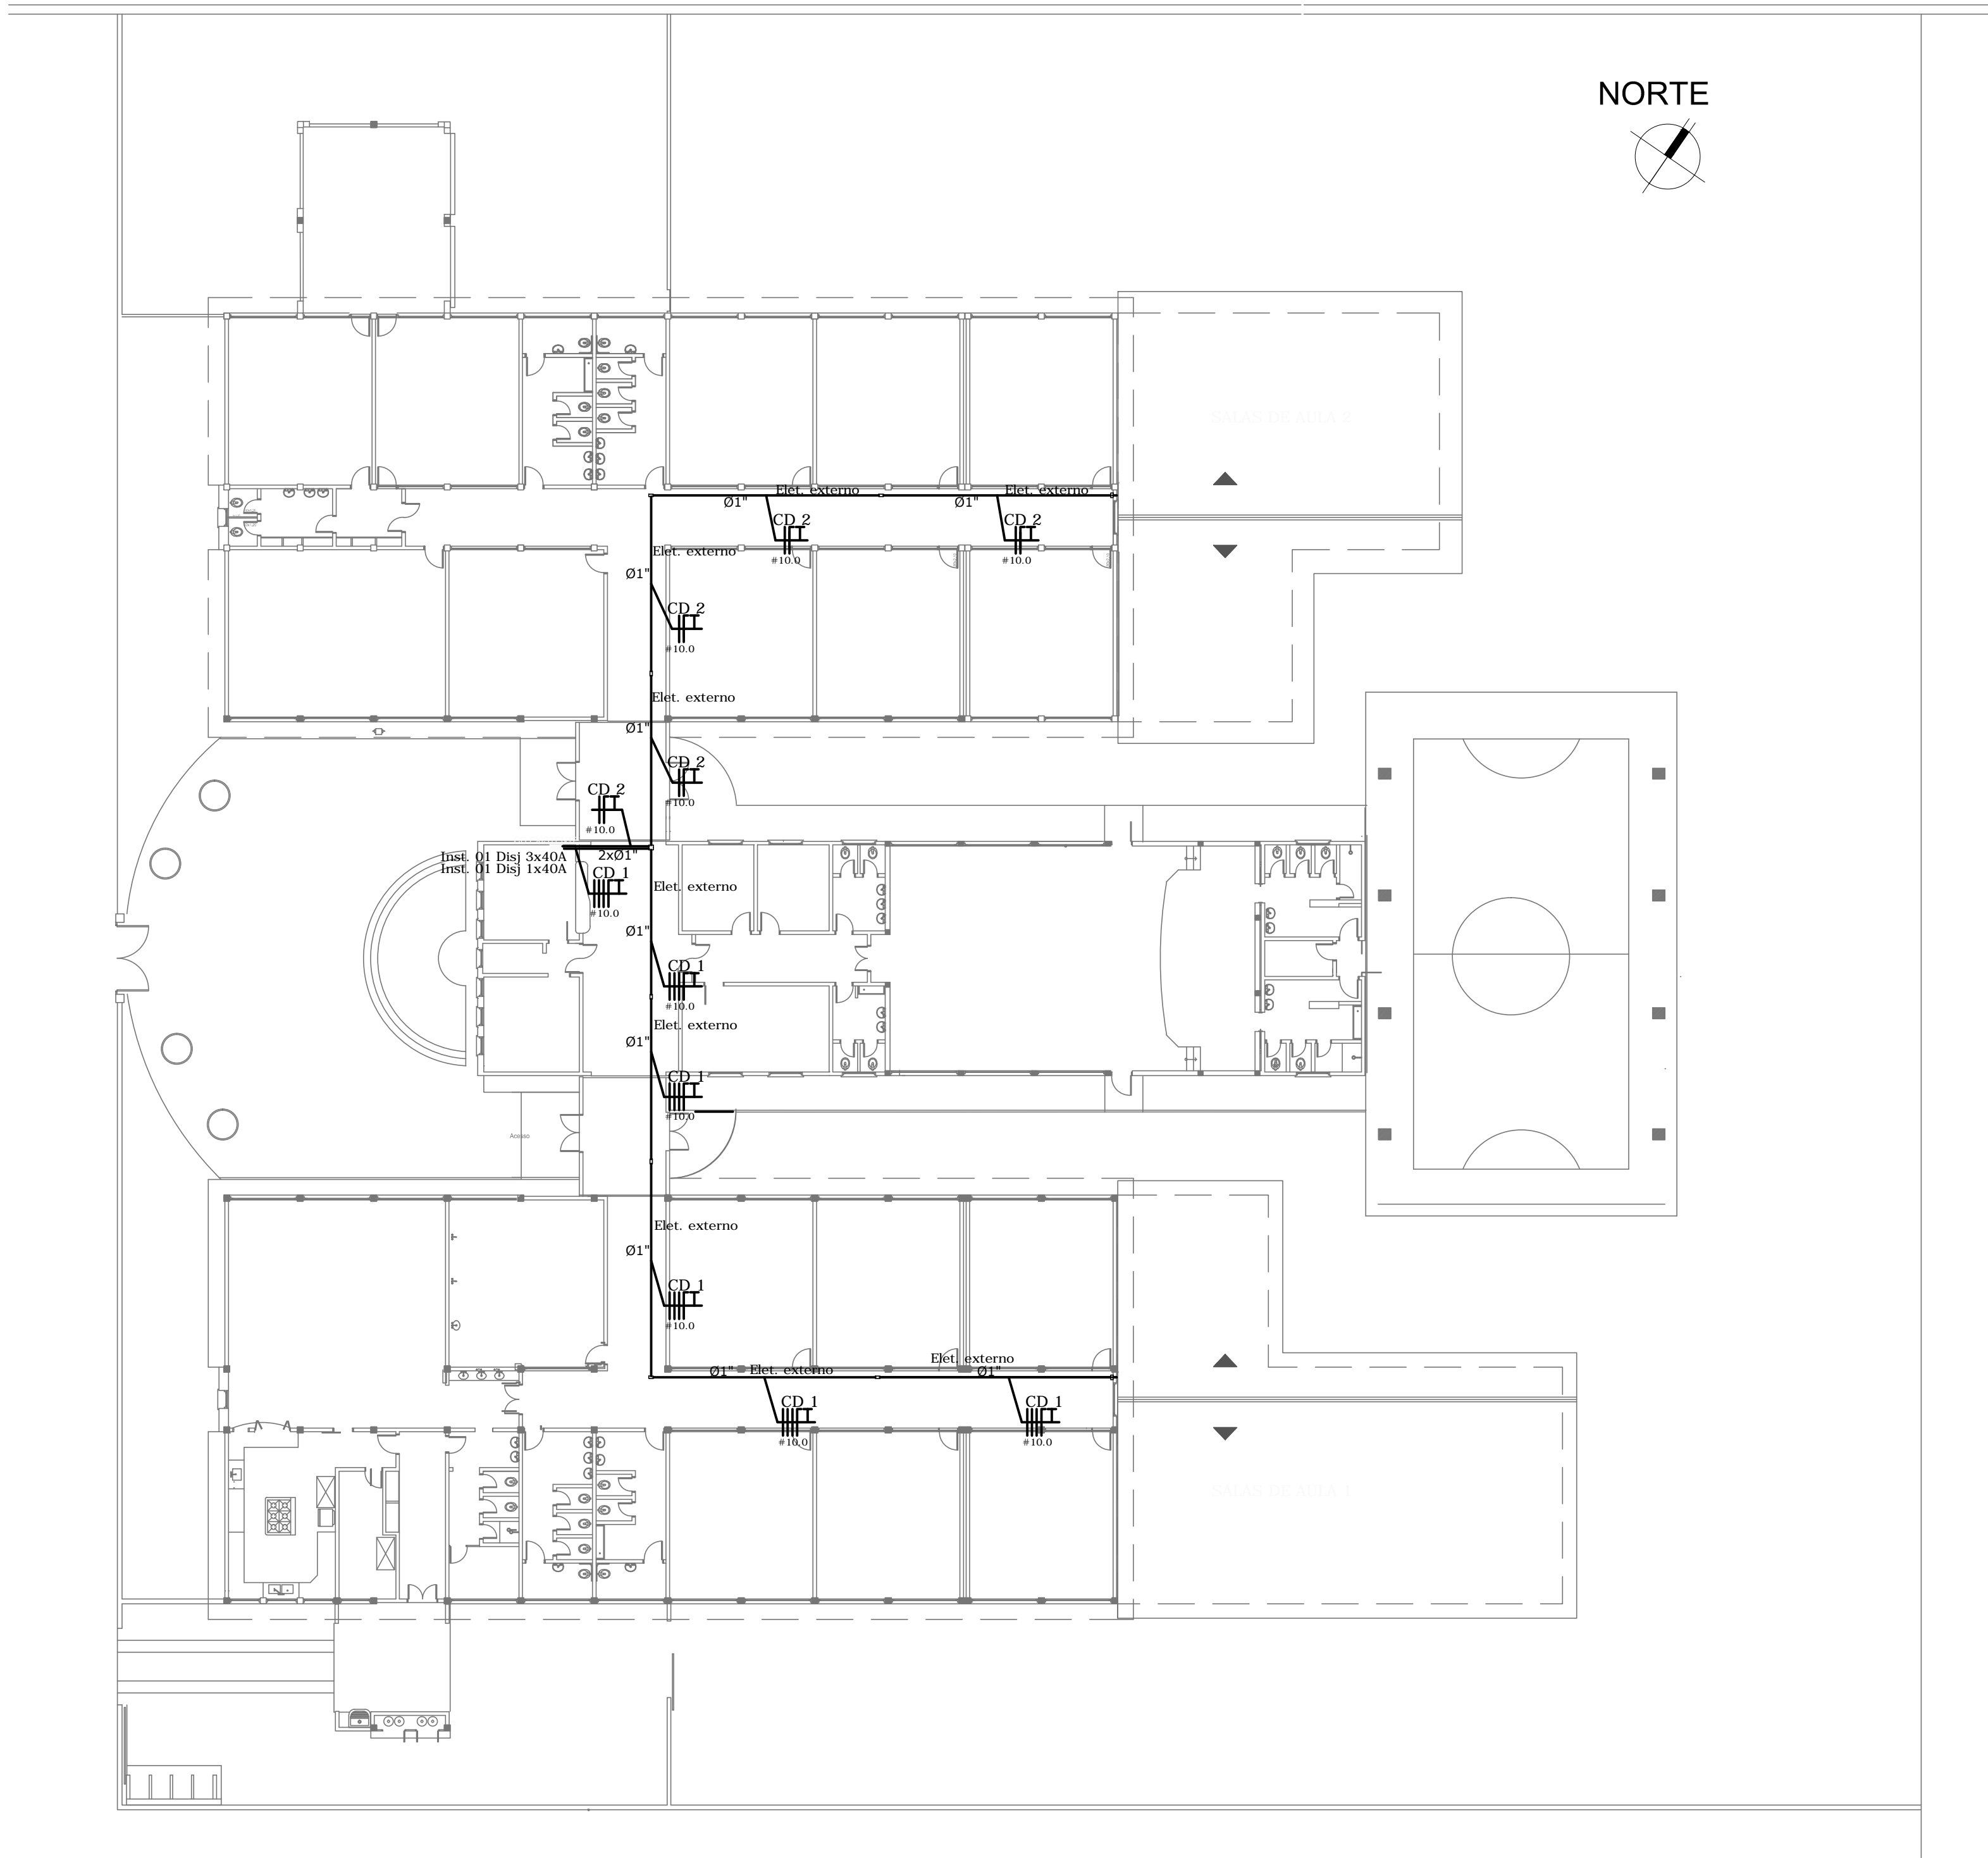 NORTE
SALAS DE AULA 2
Elet. externo
Elet. externo
Ø1"
Ø1"
CD 2
CD 2
#10.0
#10.0
Elet. externo
Ø1"
CD 2
#10.0
Elet. externo
Ø1"
CD 2
#10.0
CD 2
#10.0
2xØ1"
Inst. 01 Disj 3x40A
Inst. 01 Disj 1x40A
CD 1
#10.0
Elet. externo
Ø1"
CD 1
#10.0
Elet. externo
Ø1"
CD 1
#10.0
Acesso
Elet. externo
Ø1"
CD 1
#10.0
Elet. externo
Ø1"
Elet. externo
Ø1"
CD 1
CD 1
#10.0
#10.0